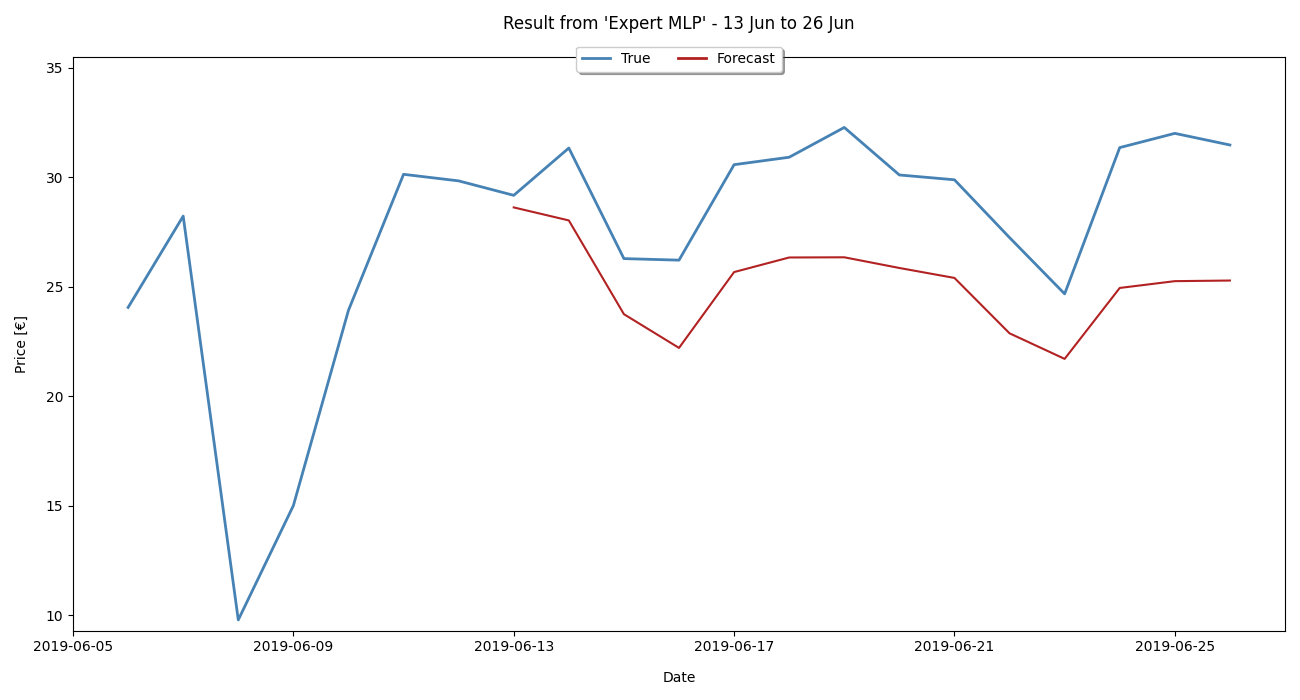 Result from 'Expert MLP' - 13 Jun to 26 Jun
True Forecast
35
30
25
20
15
10
Price [€]
2019-06-05 2019-06-09 2019-06-13 2019-06-17 2019-06-21 2019-06-25
Date